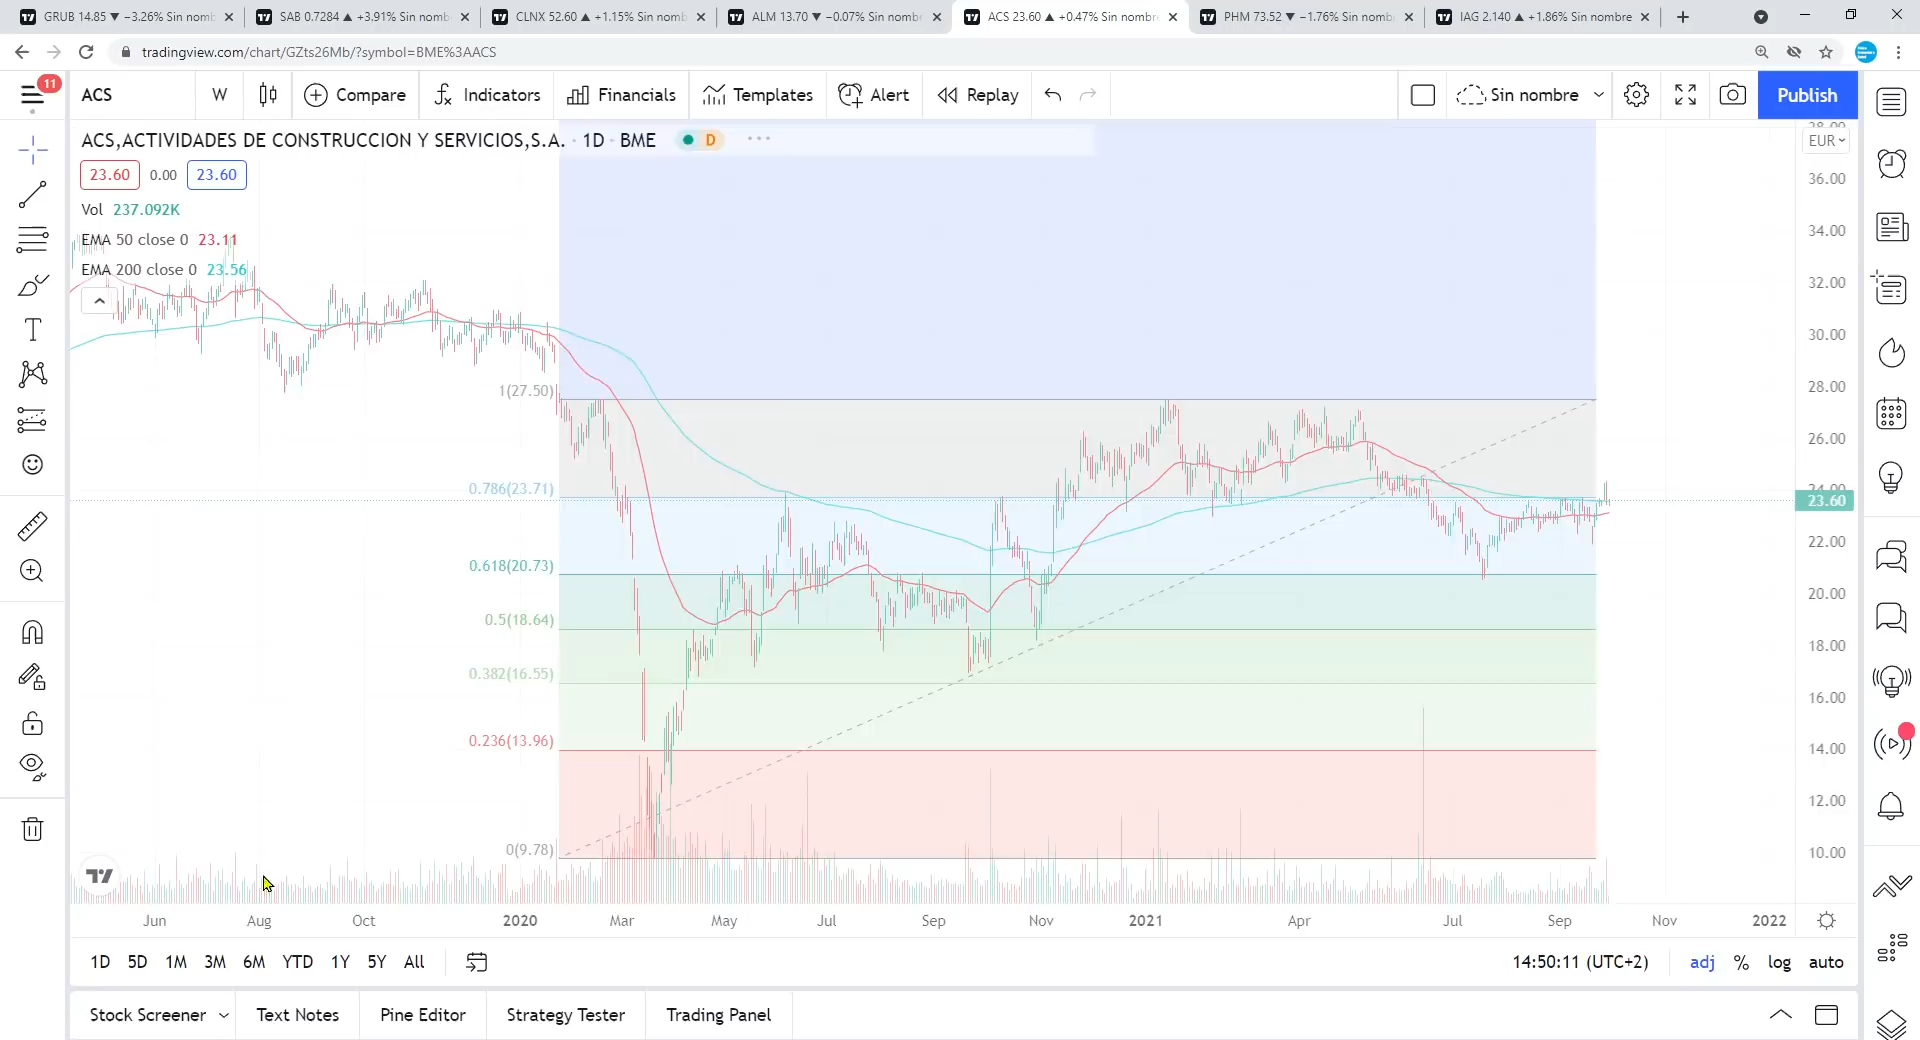 GRUB 14.85 ▼ −3.26% Sin nomb
SAB 0.7284 ▲ +3.91% Sin nomb
CLNX 52.60 ▲ +1.15% Sin nomb
ALM 13.70 ▼ −0.07% Sin nombr
ACS 23.60 ▲ +0.47% Sin nombre
PHM 73.52 ▼ −1.76% Sin nomb
IAG 2.140 ▲ +1.86% Sin nombre
tradingview.com/chart/GZts26Mb/?symbol=BME%3AACS
11
ACS
W
Compare
Indicators
Financials
Templates
Alert
Replay
Sin nombre
Publish
ACS,ACTIVIDADES DE CONSTRUCCION Y SERVICIOS,S.A. · 1D · BME
D
23.60 0.00 23.60
Vol 237.092K
EMA 50 close 0 23.11
EMA 200 close 0 23.56
38.00
EUR
36.00
34.00
32.00
30.00
28.00
26.00
24.00
23.60
22.00
20.00
18.00
16.00
14.00
12.00
10.00
1(27.50)
0.786(23.71)
0.618(20.73)
0.5(18.64)
0.382(16.55)
0.236(13.96)
0(9.78)
Jun Aug Oct 2020 Mar May Jul Sep Nov 2021 Apr Jul Sep Nov 2022
1D 5D 1M 3M 6M YTD 1Y 5Y All
14:50:11 (UTC+2) adj % log auto
Stock Screener
Text Notes
Pine Editor
Strategy Tester
Trading Panel